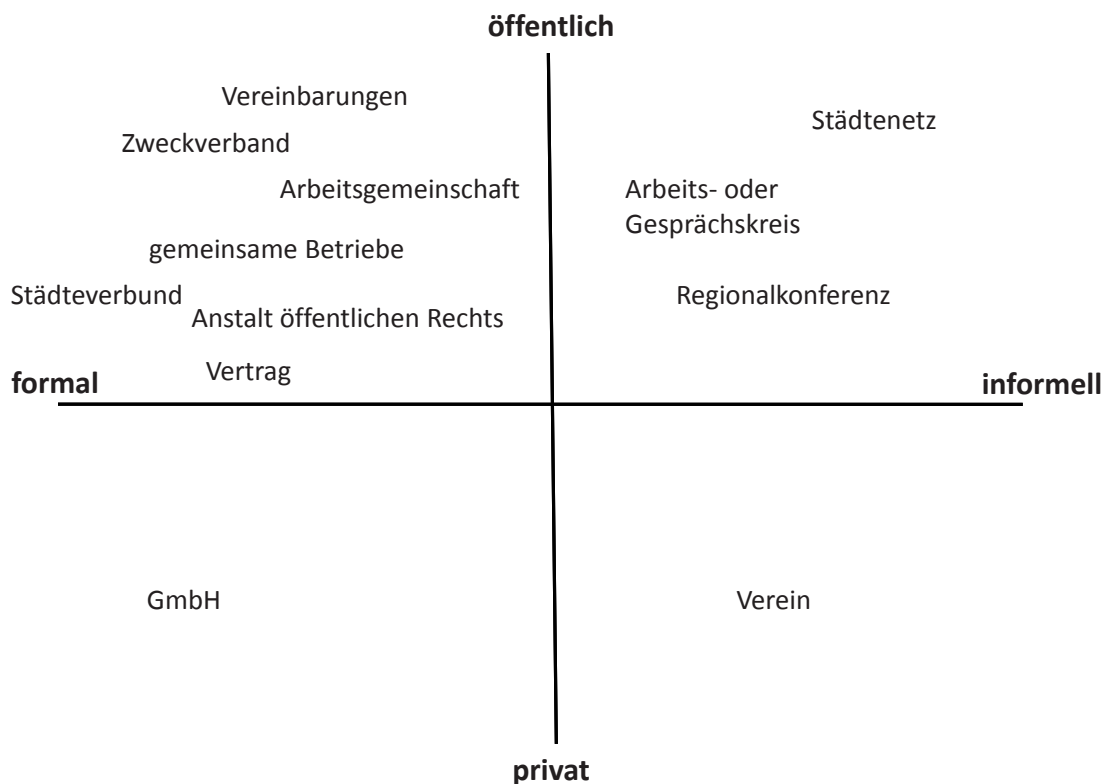 öffentlich
Vereinbarungen
Städtenetz
Zweckverband
Arbeitsgemeinschaft
Arbeits- oder
Gesprächskreis
gemeinsame Betriebe
Städteverbund
Regionalkonferenz
Anstalt öffentlichen Rechts
Vertrag
formal
informell
GmbH
Verein
privat